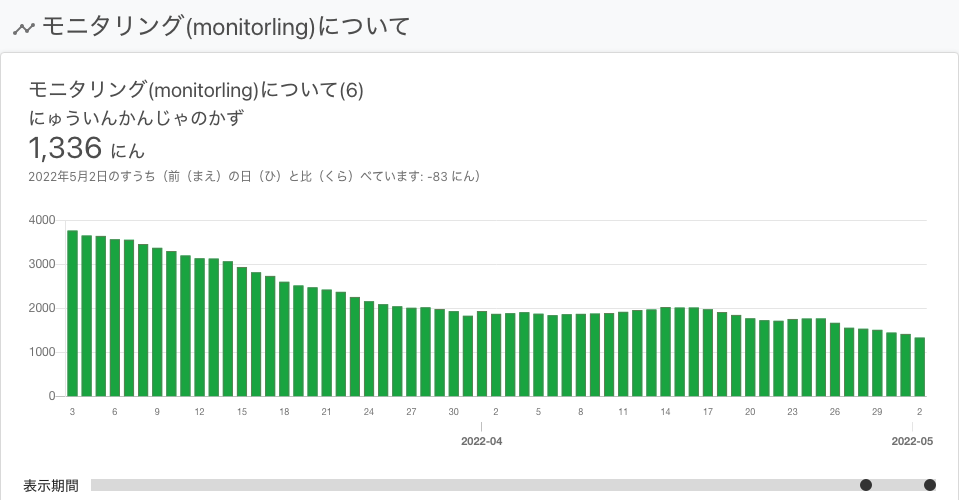 モニタリング(monitorling)について
モニタリング(monitorling)について(6)
にゅういんかんじゃのかず
1,336 にん
2022年5月2日のすうち（前（まえ）の日（ひ）と比（くら）べています: -83 にん）
4000
3000
2000
1000
0
3 6 9 12 15 18 21 24 27 30 2 5 8 11 14 17 20 23 26 29 2
2022-04 2022-05
表示期間